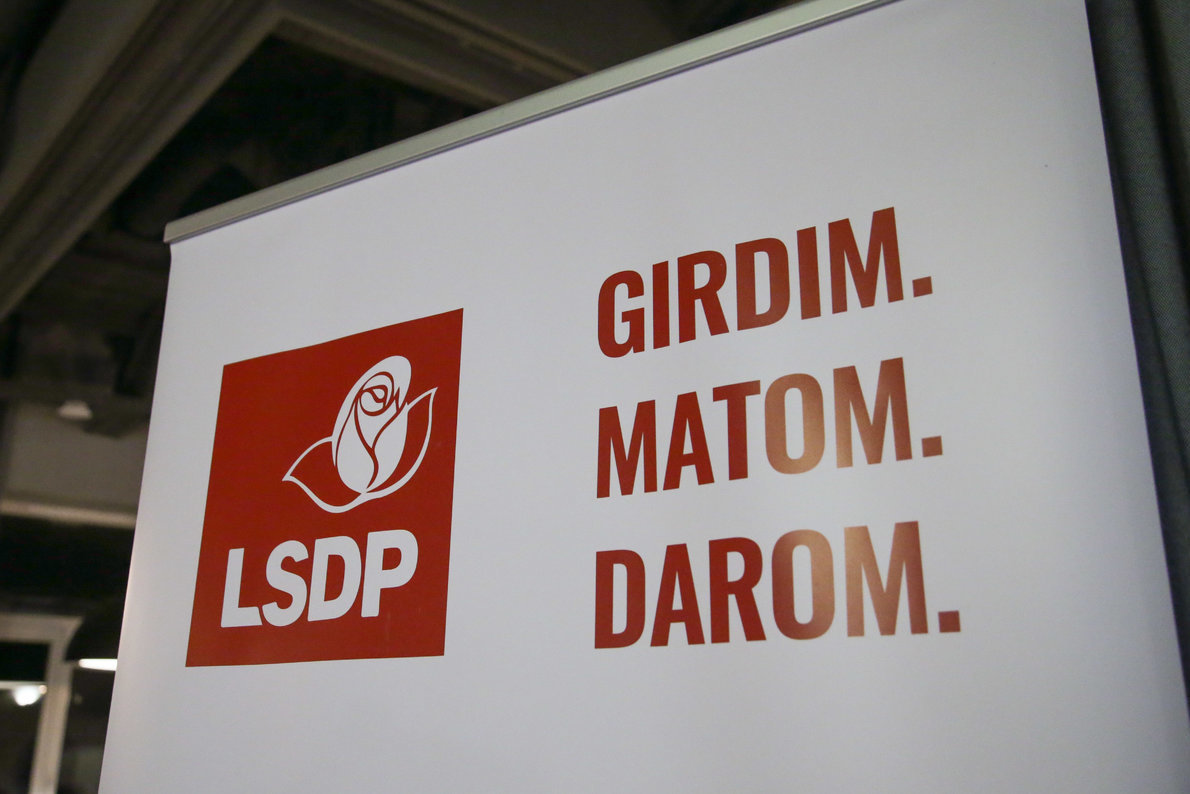 LSDP
GIRDIM.
MATOM.
DAROM.